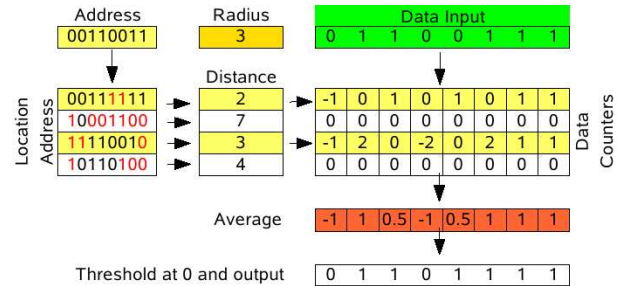 Address Radius Data Input
00110011 3 0 1 1 0 0 1 1 1
Distance
00111111 2 -1 0 1 0 1 0 1 1
10001100 7 0 0 0 0 0 0 0 0
11110010 3 -1 2 0 -2 0 2 1 1
10110100 4 0 0 0 0 0 0 0 0
Location
Address
Data
Counters
Average -1 1 0.5 -1 0.5 1 1 1
Threshold at 0 and output 0 1 1 0 1 1 1 1